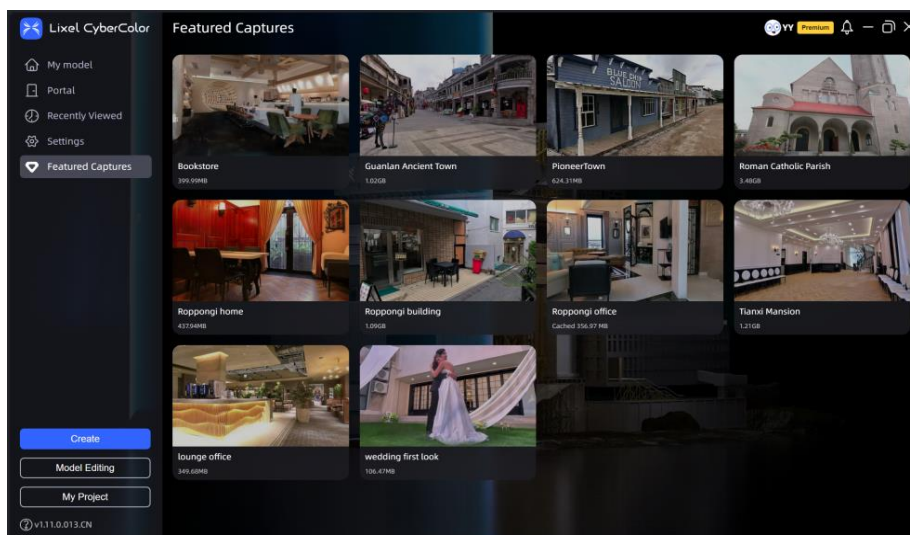 Lixel CyberColor
Featured Captures
YY
Premium
My model
Portal
Recently Viewed
Settings
Featured Captures
BLUE CHIP
SALOON
Bookstore
399.99MB
Guanlan Ancient Town
1.02GB
PioneerTown
624.31MB
Roman Catholic Parish
3.48GB
Roppongi home
437.94MB
Roppongi building
1.09GB
Roppongi office
Cached 356.97 MB
Tianxi Mansion
1.21GB
lounge office
349.68MB
wedding first look
106.47MB
Create
Model Editing
My Project
v1.11.0.013.CN